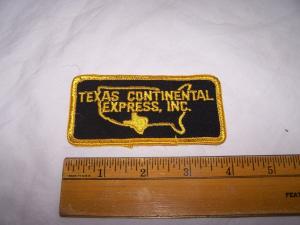 TEXAS CONTINENTAL
EXPRESS, INC.
1 2 3 4 5